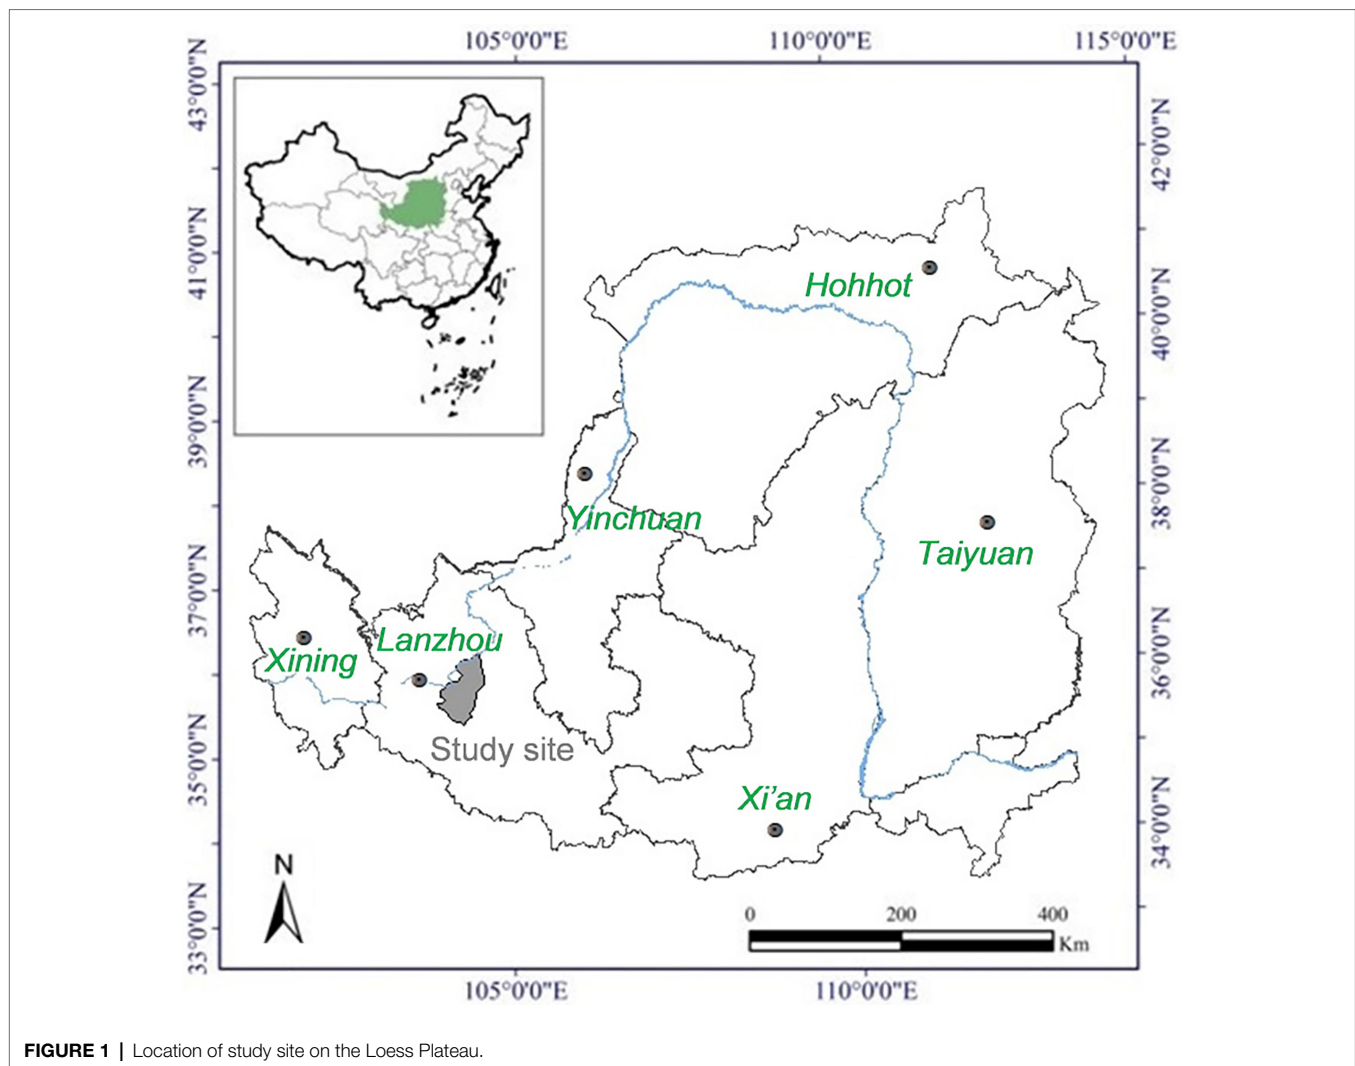 105°0'0"E 110°0'0"E 115°0'0"E
43°0'0"N
41°0'0"N
39°0'0"N
37°0'0"N
35°0'0"N
33°0'0"N
42°0'0"N
40°0'0"N
38°0'0"N
36°0'0"N
34°0'0"N
Hohhot
Yinchuan
Taiyuan
Lanzhou
Xining
Study site
Xi'an
N
0 200 400
Km
105°0'0"E 110°0'0"E
FIGURE 1 | Location of study site on the Loess Plateau.